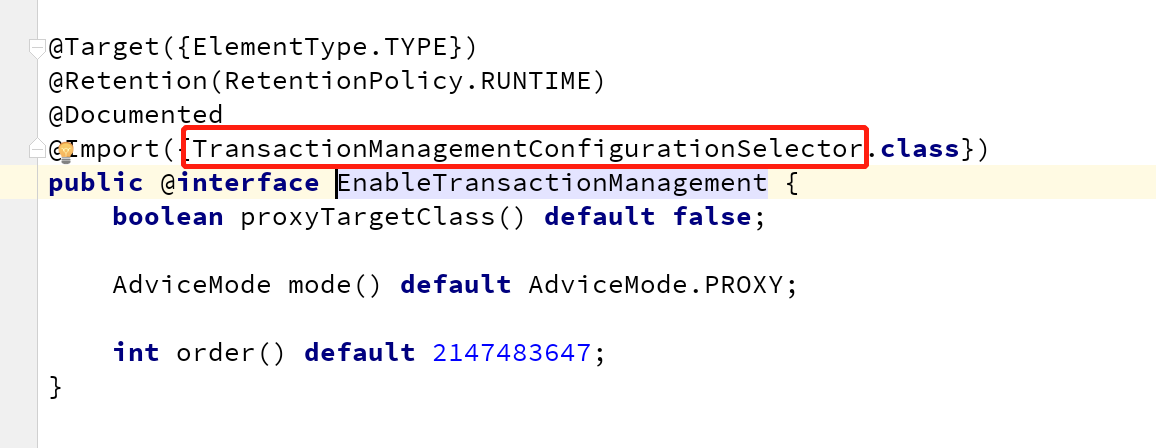 @Target({ElementType.TYPE})
@Retention(RetentionPolicy.RUNTIME)
@Documented
@Import({TransactionManagementConfigurationSelector.class})
public @interface EnableTransactionManagement {
    boolean proxyTargetClass() default false;
    AdviceMode mode() default AdviceMode.PROXY;
    int order() default 2147483647;
}